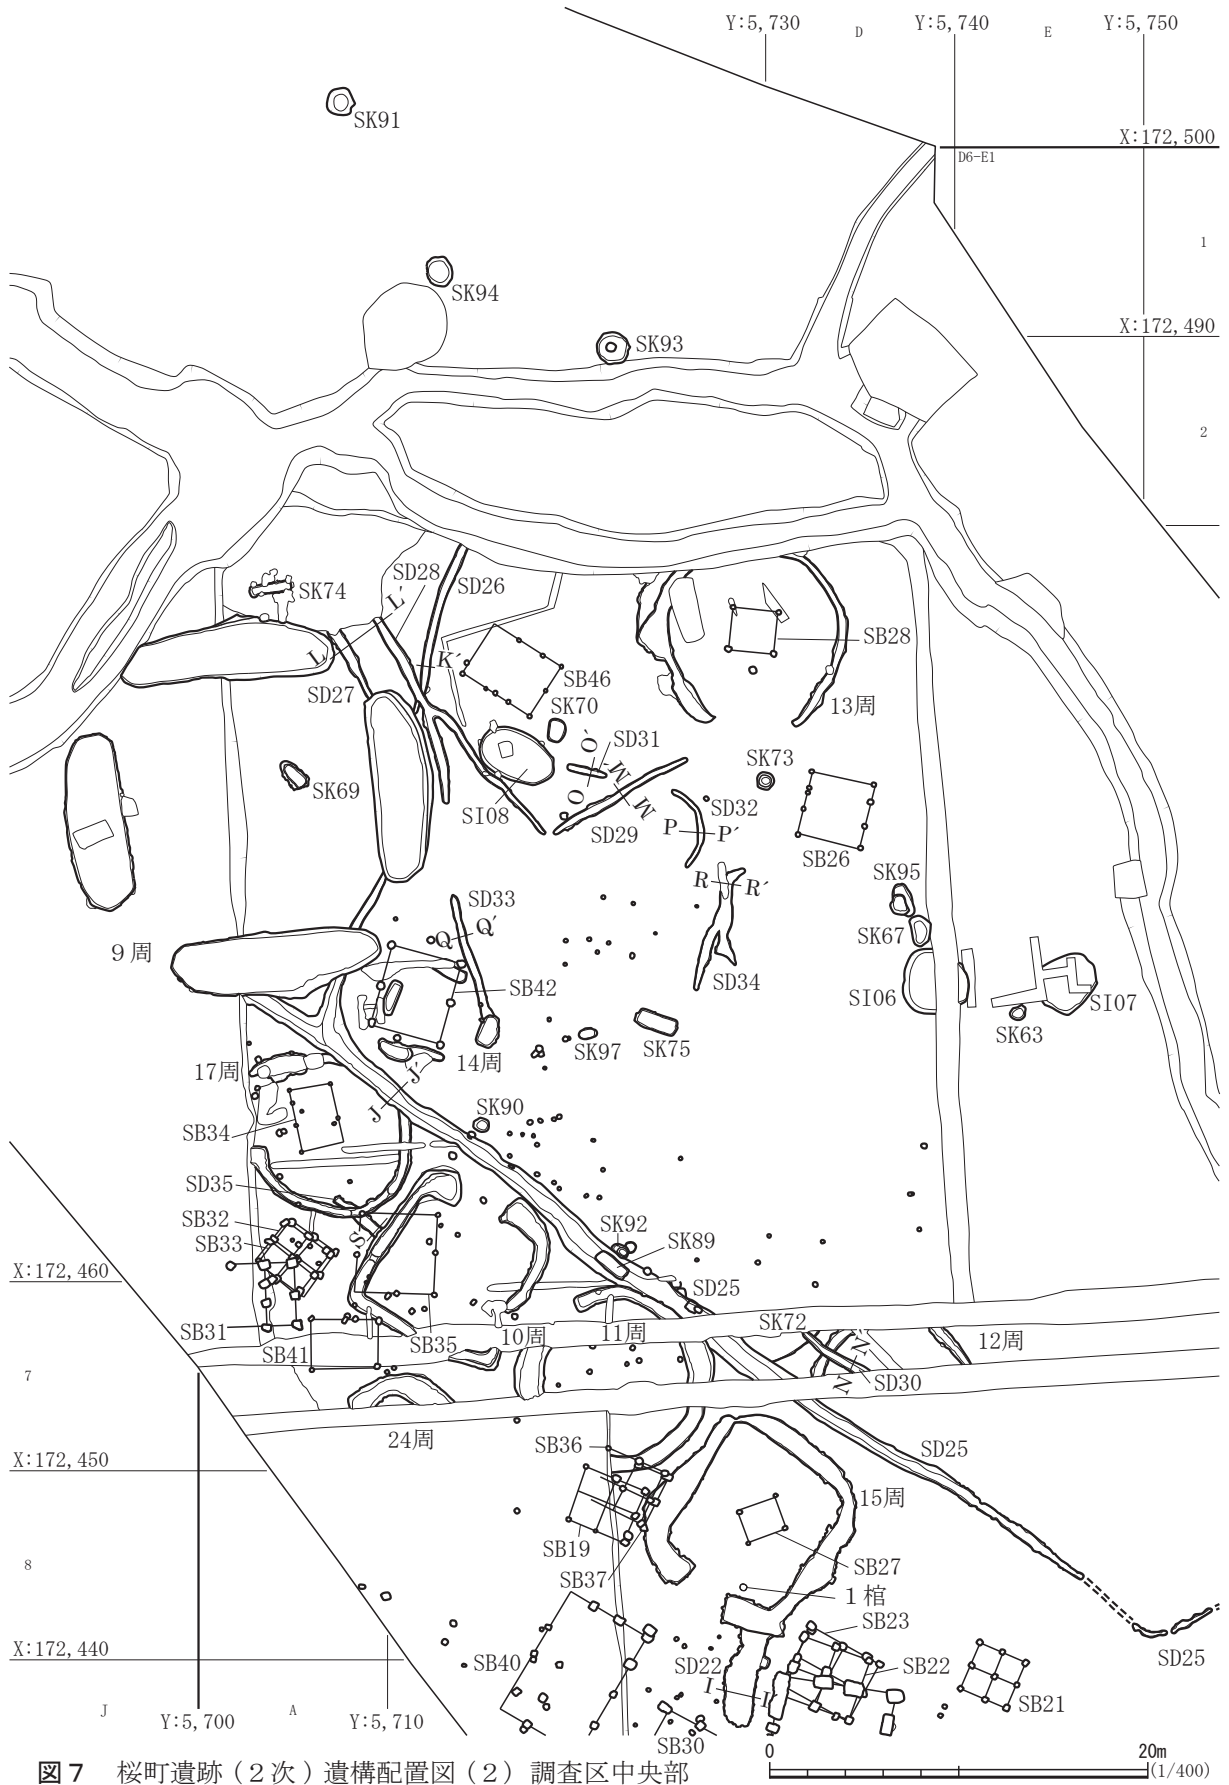 Y:5,730
D
Y:5,740
E
Y:5,750
SK91
X:172,500
D6-E1
1
SK94
SK93
X:172,490
2
SK74
SD28
SD26
L′
L
K′
SD27
SB46
SB28
SK70
13周
O′
SD31
M′
SK73
SK69
SI08
O
M
SD32
SD29
P
P′
SB26
R
R′
SK95
SD33
Q
Q′
SK67
9周
SD34
SB42
SI06
SI07
SK63
SK97
SK75
14周
17周
J′
J
SK90
SB34
SD35
SB32
SB33
S
SK92
SK89
X:172,460
SD25
SK72
SB31
SB35
10周
11周
12周
SB41
N′
N
7
SD30
24周
SB36
SD25
X:172,450
15周
SB19
8
SB27
SB37
1棺
SB23
X:172,440
SB40
SD22
SB22
SD25
I
I′
SB21
J
A
Y:5,700
Y:5,710
SB30
0
20m
(1/400)
図7 桜町遺跡(2次)遺構配置図(2) 調査区中央部